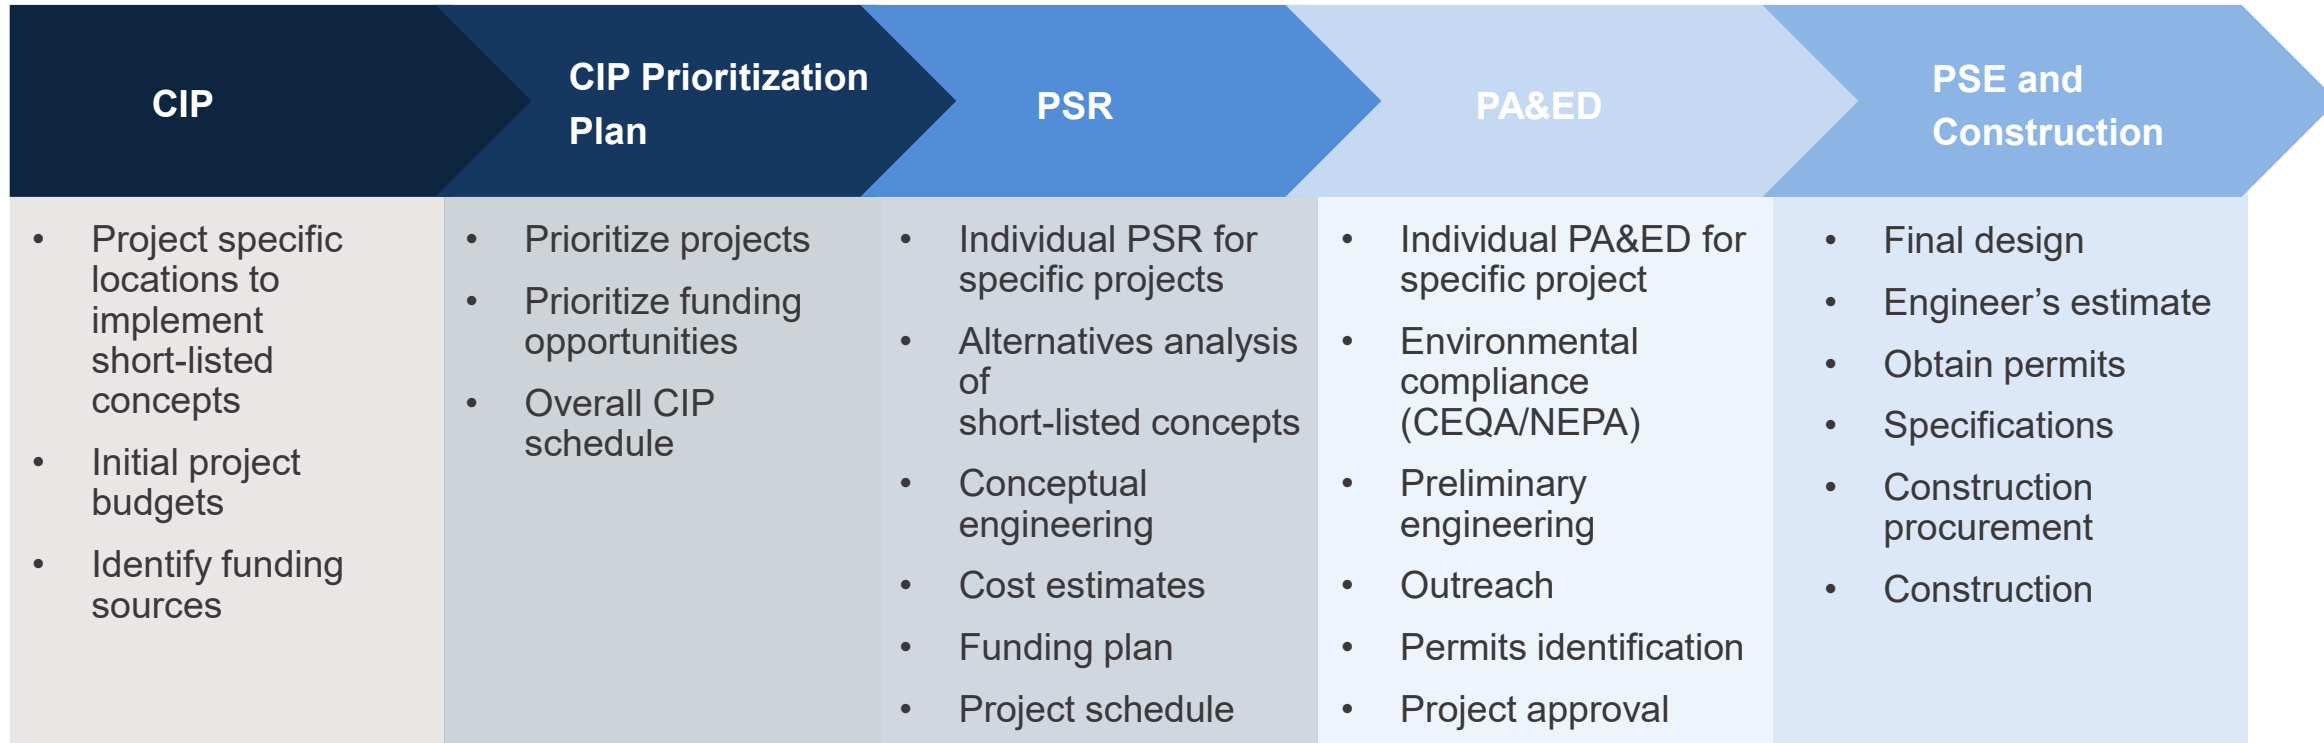 CIP
CIP Prioritization
Plan
PSR
PA&ED
PSE and
Construction
• Project specific
locations to
implement
short-listed
concepts
• Initial project
budgets
• Identify funding
sources
• Prioritize projects
• Prioritize funding
opportunities
• Overall CIP
schedule
• Individual PSR for
specific projects
• Alternatives analysis
of
short-listed concepts
• Conceptual
engineering
• Cost estimates
• Funding plan
• Project schedule
• Individual PA&ED for
specific project
• Environmental
compliance
(CEQA/NEPA)
• Preliminary
engineering
• Outreach
• Permits identification
• Project approval
• Final design
• Engineer’s estimate
• Obtain permits
• Specifications
• Construction
procurement
• Construction